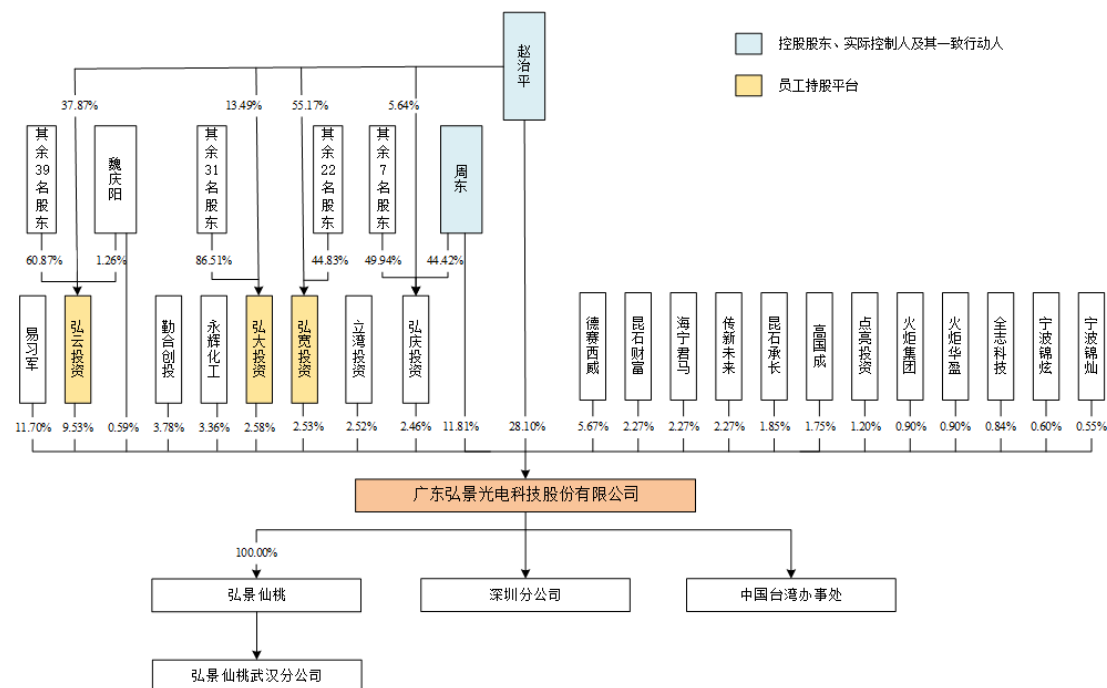 赵治平
控股股东、实际控制人及其一致行动人
员工持股平台
37.87%
13.49%
55.17%
5.64%
其余39名股东
魏庆阳
其余31名股东
其余22名股东
其余7名股东
周东
60.87%
1.26%
86.51%
44.83%
49.94%
44.42%
易习军
弘云投资
勤合创投
永辉化工
弘大投资
弘宽投资
立湾投资
弘庆投资
德赛西威
昆石财富
海宁君马
传新未来
昆石承长
高国成
点亮投资
火炬集团
火炬华盈
全志科技
宁波锦炫
宁波锦灿
11.70%
9.53%
0.59%
3.78%
3.36%
2.58%
2.53%
2.52%
2.46%
11.81%
28.10%
5.67%
2.27%
2.27%
2.27%
1.85%
1.75%
1.20%
0.90%
0.90%
0.84%
0.60%
0.55%
广东弘景光电科技股份有限公司
100.00%
弘景仙桃
深圳分公司
中国台湾办事处
弘景仙桃武汉分公司